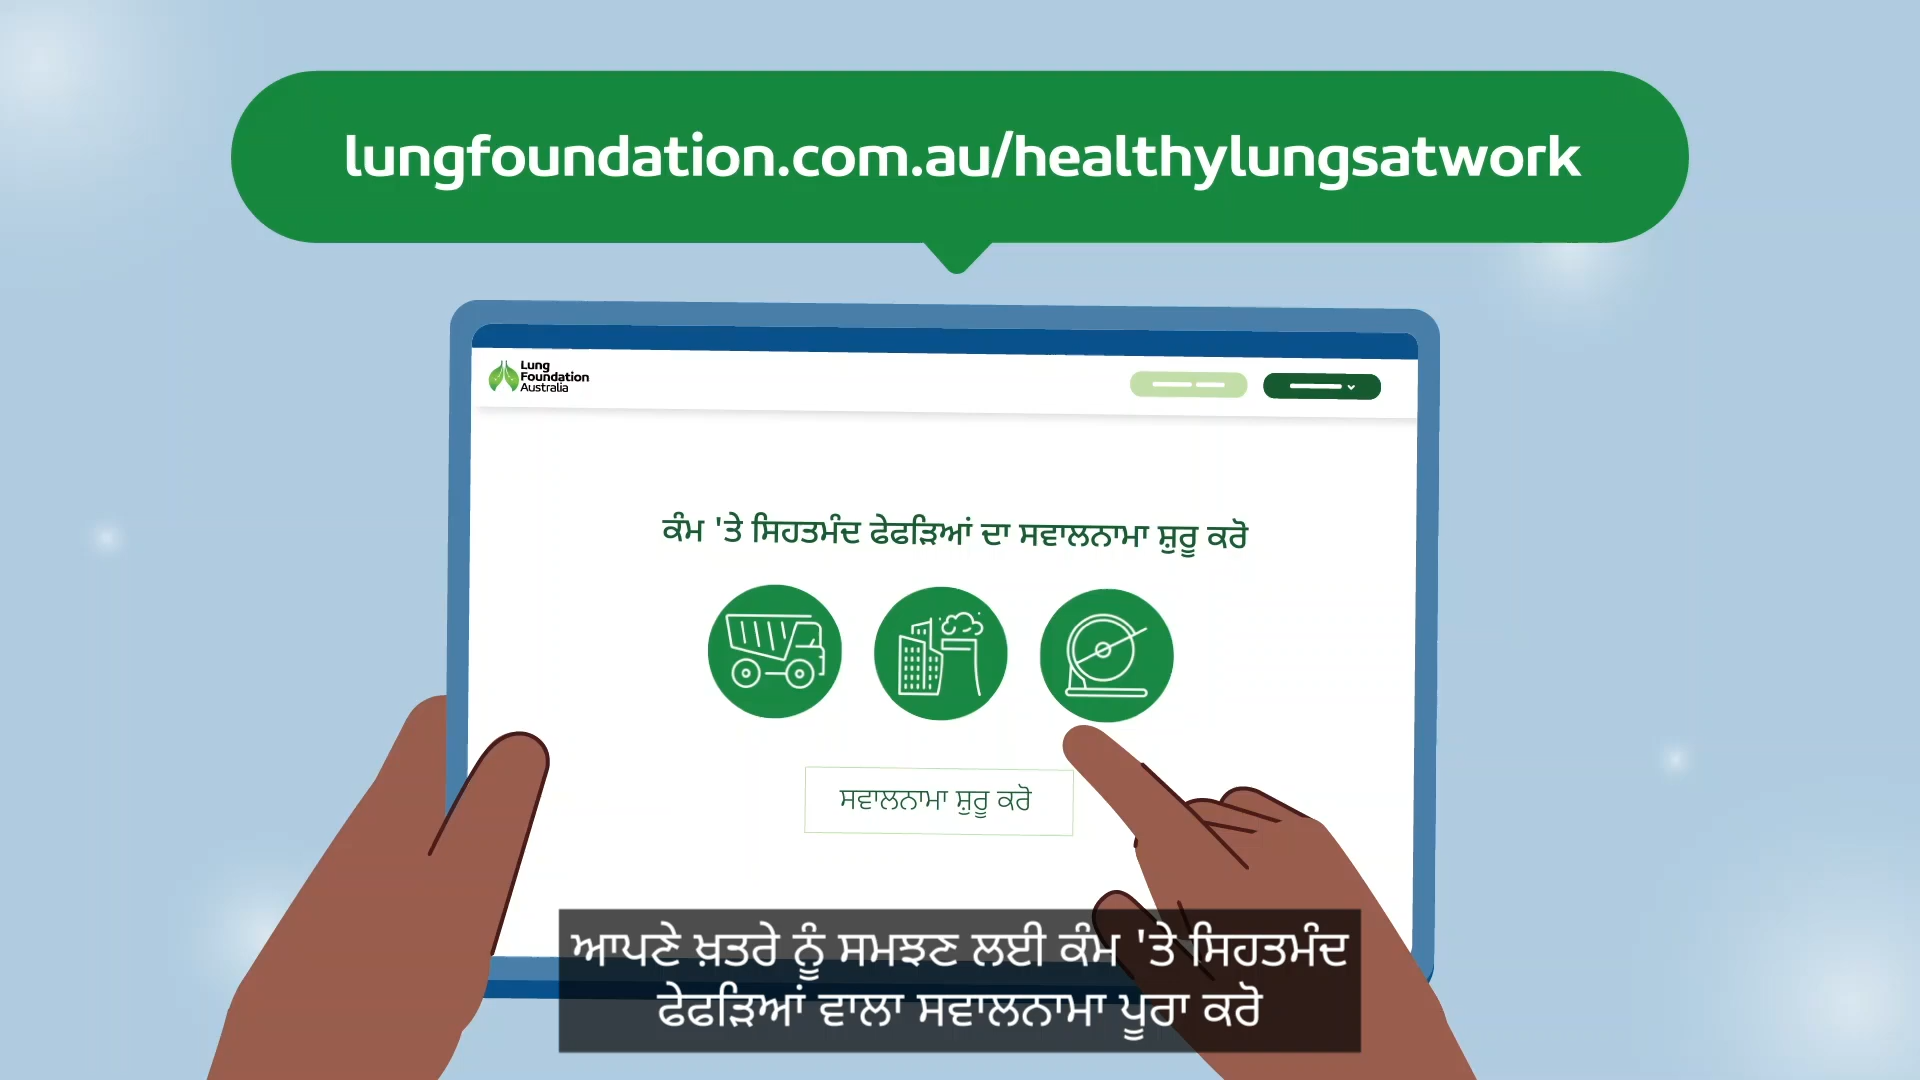 lungfoundation.com.au/healthylungsatwork
Lung
Foundation
Australia
ਕੰਮ 'ਤੇ ਸਿਹਤਮੰਦ ਫੇਫੜਿਆਂ ਦਾ ਸਵਾਲਨਾਮਾ ਸ਼ੁਰੂ ਕਰੋ
ਸਵਾਲਨਾਮਾ ਸ਼ੁਰੂ ਕਰੋ
ਆਪਣੇ ਖ਼ਤਰੇ ਨੂੰ ਸਮਝਣ ਲਈ ਕੰਮ 'ਤੇ ਸਿਹਤਮੰਦ
ਫੇਫੜਿਆਂ ਵਾਲਾ ਸਵਾਲਨਾਮਾ ਪੂਰਾ ਕਰੋ